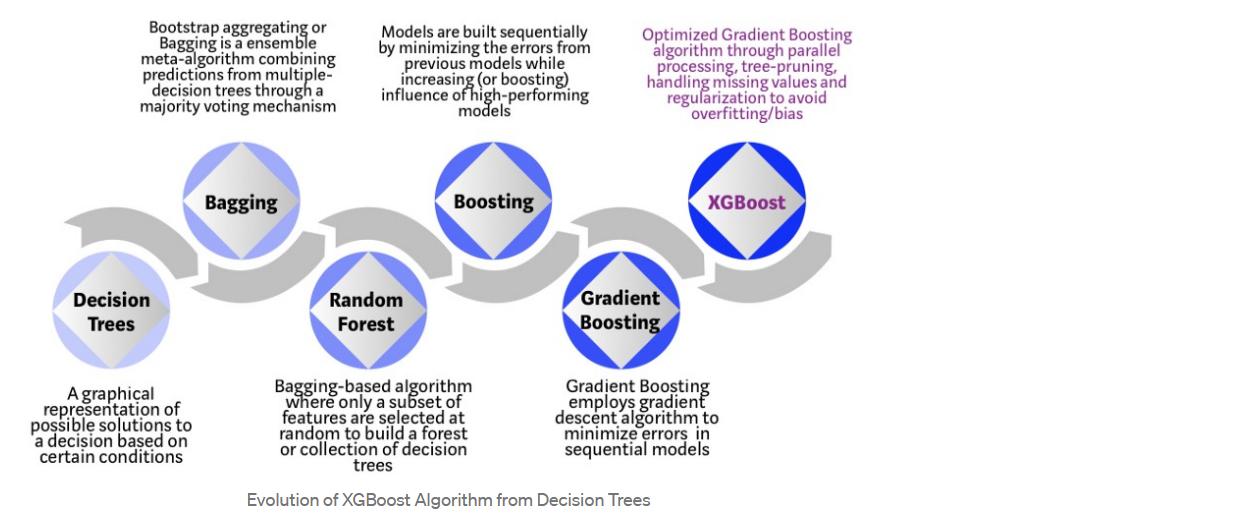 Bootstrap aggregating or
Bagging is a ensemble
meta-algorithm combining
predictions from multiple-
decision trees through a
majority voting mechanism
Models are built sequentially
by minimizing the errors from
previous models while
increasing (or boosting)
influence of high-performing
models
Optimized Gradient Boosting
algorithm through parallel
processing, tree-pruning,
handling missing values and
regularization to avoid
overfitting/bias
Bagging
Boosting
XGBoost
Decision
Trees
Random
Forest
Gradient
Boosting
A graphical
representation of
possible solutions to
a decision based on
certain conditions
Bagging-based algorithm
where only a subset of
features are selected at
random to build a forest
or collection of decision
trees
Gradient Boosting
employs gradient
descent algorithm to
minimize errors in
sequential models
Evolution of XGBoost Algorithm from Decision Trees